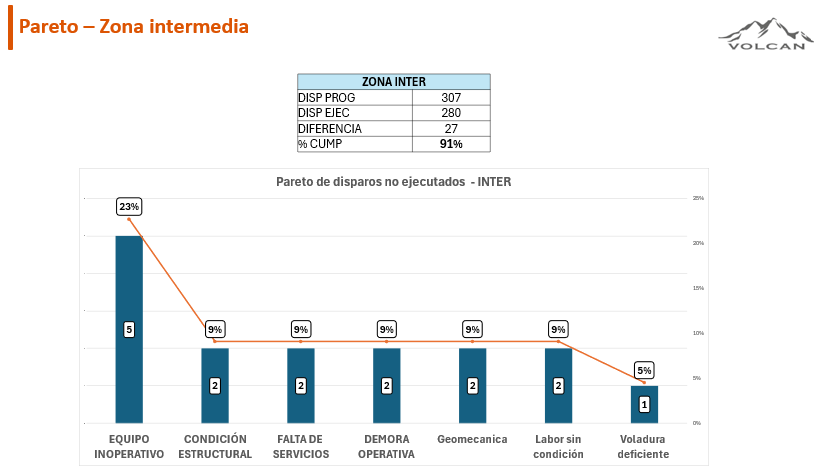 Pareto – Zona intermedia
VOLCAN
ZONA INTER
DISP PROG 307
DISP EJEC 280
DIFERENCIA 27
% CUMP 91%
Pareto de disparos no ejecutados - INTER
25%
20%
15%
10%
5%
0%
23%
9%
9%
9%
9%
9%
5%
5
2
2
2
2
2
1
EQUIPO
INOPERATIVO
CONDICIÓN
ESTRUCTURAL
FALTA DE
SERVICIOS
DEMORA
OPERATIVA
Geomecanica
Labor sin
condición
Voladura
deficiente